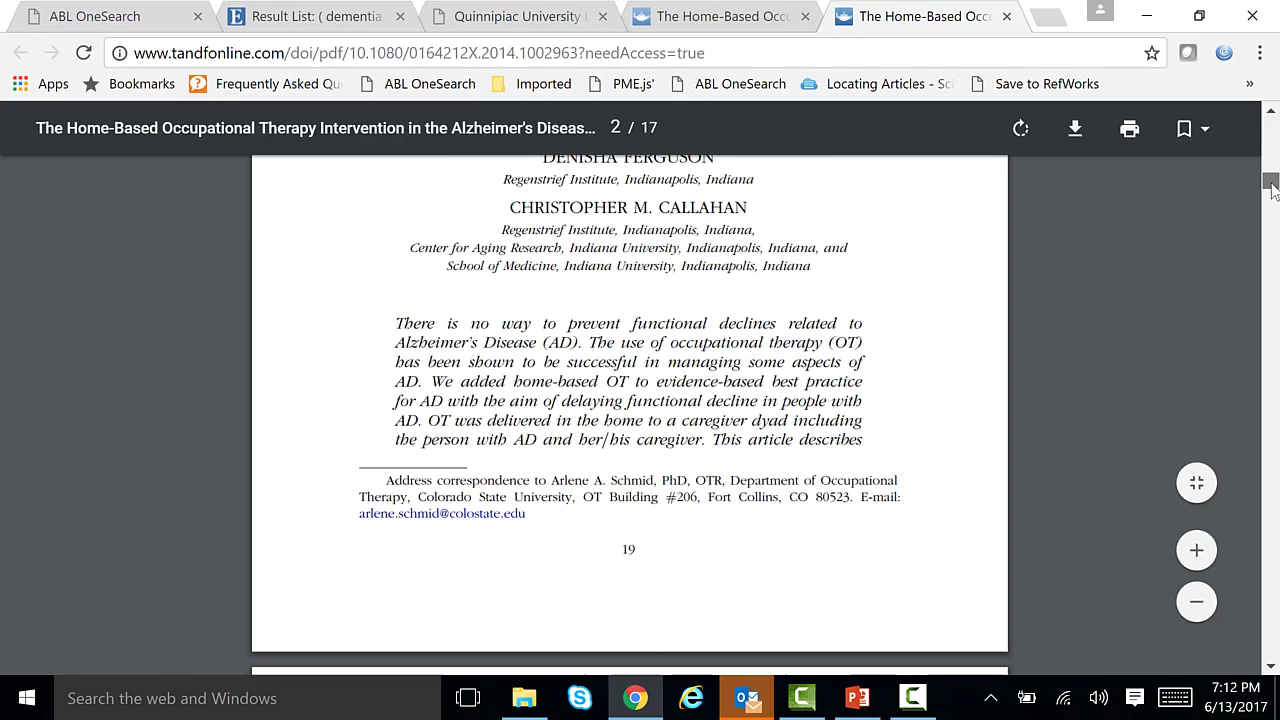 ABL OneSearch
Result List: ( dementia
Quinnipiac University
The Home-Based Occu
The Home-Based Occu
www.tandfonline.com/doi/pdf/10.1080/0164212X.2014.1002963?needAccess=true
Apps
Bookmarks
Frequently Asked Qu
ABL OneSearch
Imported
PME.js'
ABL OneSearch
Locating Articles - Sci
Save to RefWorks
»
The Home-Based Occupational Therapy Intervention in the Alzheimer's Diseas...
2 / 17
DENISHA FERGUSON
Regenstrief Institute, Indianapolis, Indiana
CHRISTOPHER M. CALLAHAN
Regenstrief Institute, Indianapolis, Indiana,
Center for Aging Research, Indiana University, Indianapolis, Indiana, and
School of Medicine, Indiana University, Indianapolis, Indiana
There is no way to prevent functional declines related to
Alzheimer's Disease (AD). The use of occupational therapy (OT)
has been shown to be successful in managing some aspects of
AD. We added home-based OT to evidence-based best practice
for AD with the aim of delaying functional decline in people with
AD. OT was delivered in the home to a caregiver dyad including
the person with AD and her/his caregiver. This article describes
Address correspondence to Arlene A. Schmid, PhD, OTR, Department of Occupational
Therapy, Colorado State University, OT Building #206, Fort Collins, CO 80523. E-mail:
arlene.schmid@colostate.edu
19
Search the web and Windows
7:12 PM
6/13/2017